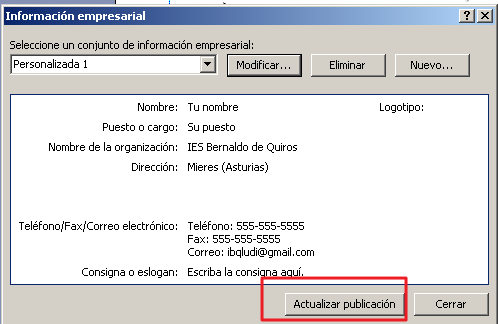 Información empresarial
Seleccione un conjunto de información empresarial:
Personalizada 1 Modificar... Eliminar Nuevo...
Nombre: Tu nombre Logotipo:
Puesto o cargo: Su puesto
Nombre de la organización: IES Bernaldo de Quiros
Dirección: Mieres (Asturias)
Teléfono/Fax/Correo electrónico: Teléfono: 555-555-5555
Fax: 555-555-5555
Correo: ibqludi@gmail.com
Consigna o eslogan: Escriba la consigna aquí.
Actualizar publicación Cerrar